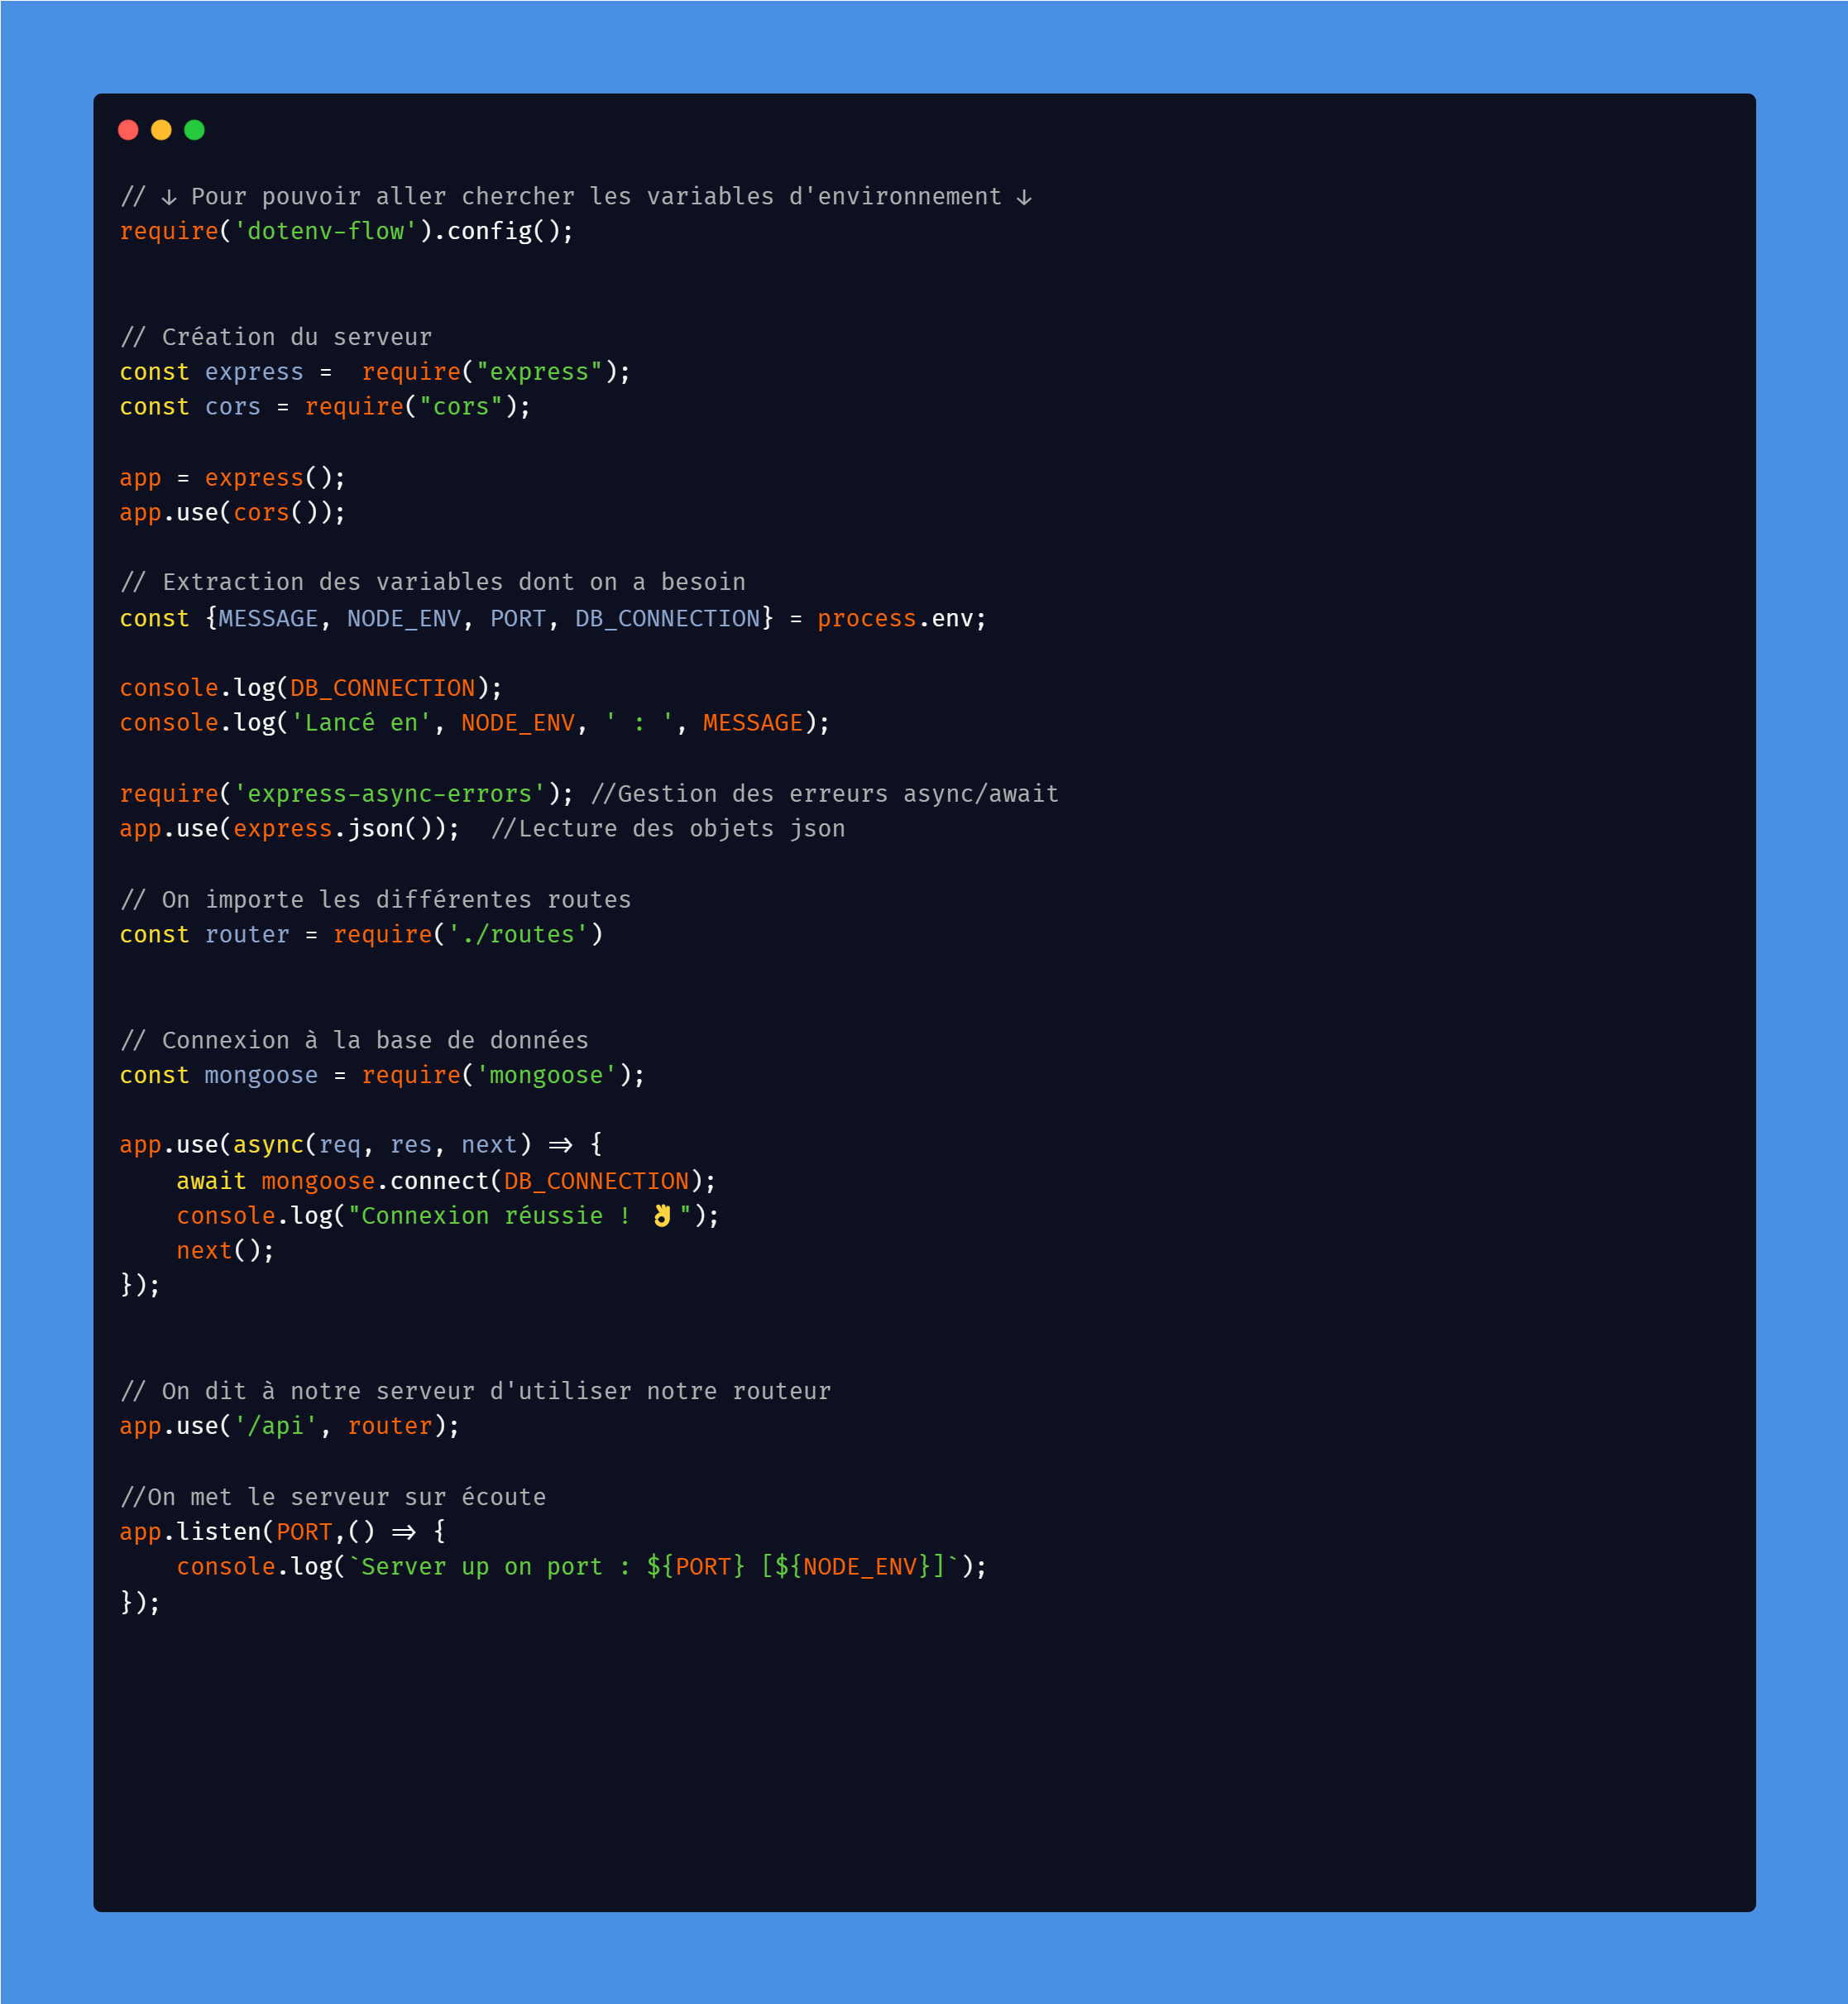 // ↓ Pour pouvoir aller chercher les variables d'environnement ↓
require('dotenv-flow').config();
// Création du serveur
const express =  require("express");
const cors = require("cors");
app = express();
app.use(cors());
// Extraction des variables dont on a besoin
const {MESSAGE, NODE_ENV, PORT, DB_CONNECTION} = process.env;
console.log(DB_CONNECTION);
console.log('Lancé en', NODE_ENV, ' : ', MESSAGE);
require('express-async-errors'); //Gestion des erreurs async/await
app.use(express.json());  //Lecture des objets json
// On importe les différentes routes
const router = require('./routes')
// Connexion à la base de données
const mongoose = require('mongoose');
app.use(async(req, res, next) => {
    await mongoose.connect(DB_CONNECTION);
    console.log("Connexion réussie ! 👌");
    next();
});
// On dit à notre serveur d'utiliser notre routeur
app.use('/api', router);
//On met le serveur sur écoute
app.listen(PORT,() => {
    console.log(`Server up on port : ${PORT} [${NODE_ENV}]`);
});